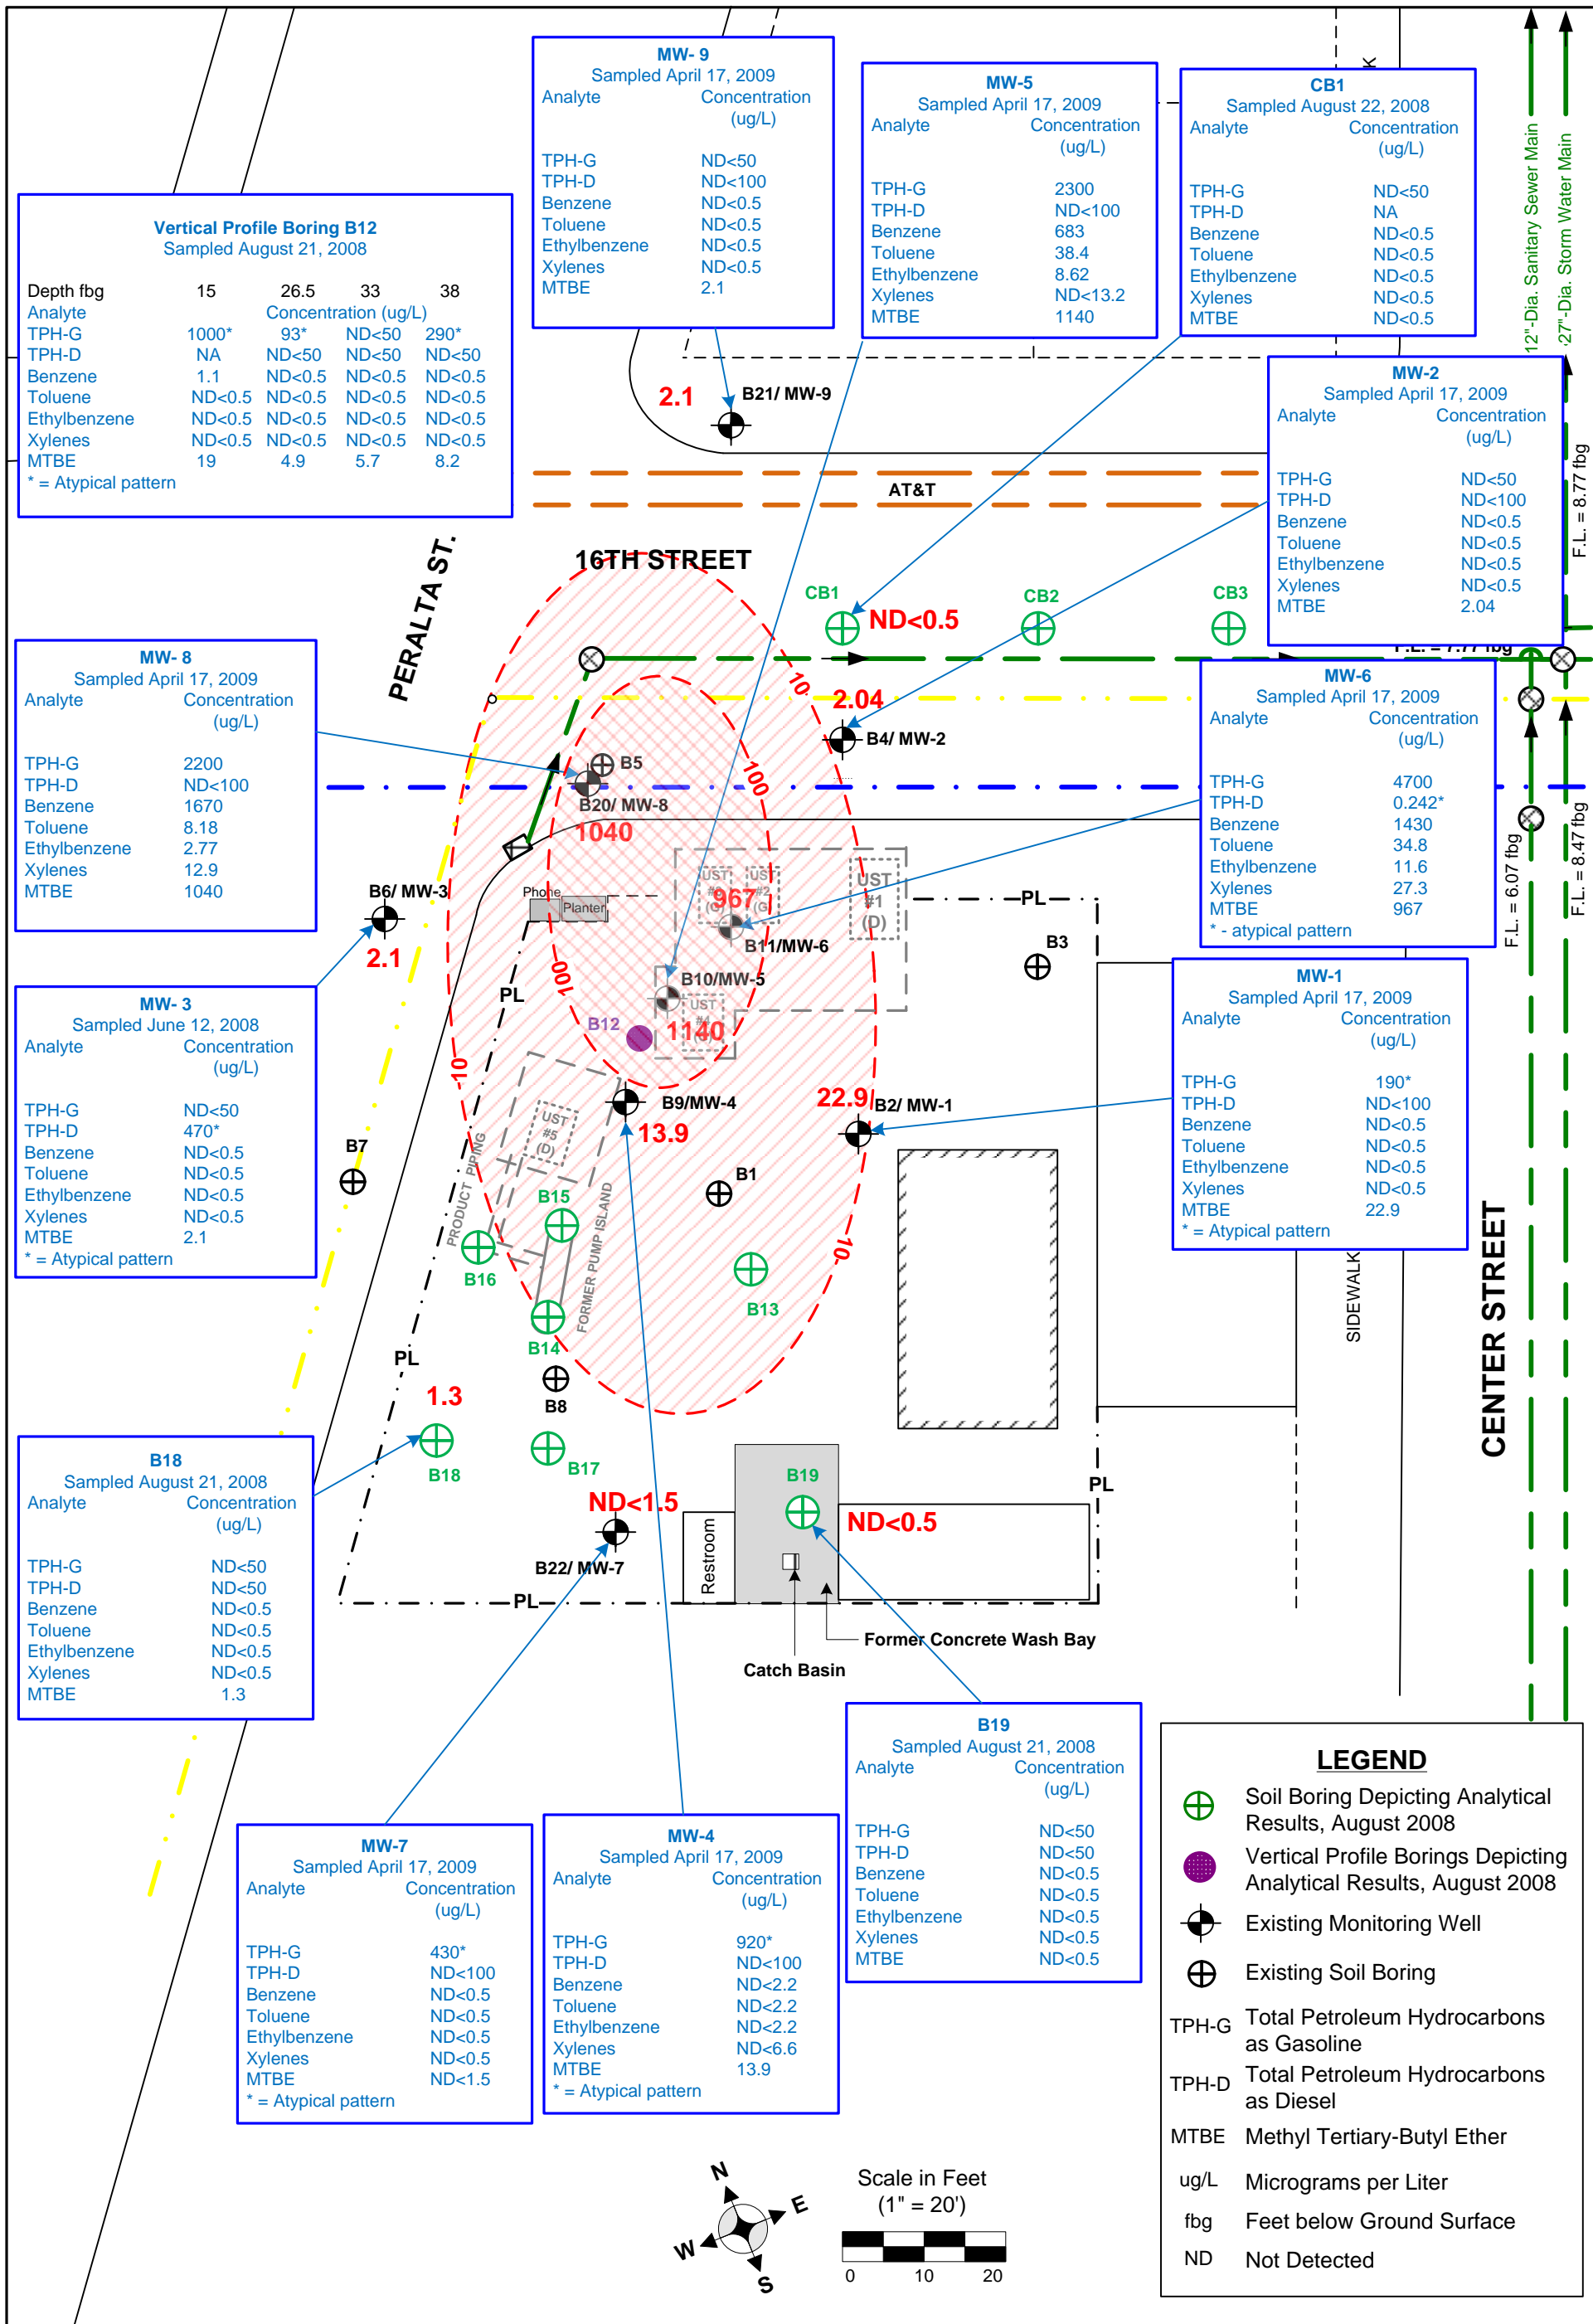 MW- 9
Sampled April 17, 2009
Analyte Concentration
(ug/L)
TPH-G ND<50
TPH-D ND<100
Benzene ND<0.5
Toluene ND<0.5
Ethylbenzene ND<0.5
Xylenes ND<0.5
MTBE 2.1
MW-5
Sampled April 17, 2009
Analyte Concentration
(ug/L)
TPH-G 2300
TPH-D ND<100
Benzene 683
Toluene 38.4
Ethylbenzene 8.62
Xylenes ND<13.2
MTBE 1140
K
CB1
Sampled August 22, 2008
Analyte Concentration
(ug/L)
TPH-G ND<50
TPH-D NA
Benzene ND<0.5
Toluene ND<0.5
Ethylbenzene ND<0.5
Xylenes ND<0.5
MTBE ND<0.5
12"-Dia. Sanitary Sewer Main
27"-Dia. Storm Water Main
Vertical Profile Boring B12
Sampled August 21, 2008
Depth fbg 15 26.5 33 38
Analyte Concentration (ug/L)
TPH-G 1000* 93* ND<50 290*
TPH-D NA ND<50 ND<50 ND<50
Benzene 1.1 ND<0.5 ND<0.5 ND<0.5
Toluene ND<0.5 ND<0.5 ND<0.5 ND<0.5
Ethylbenzene ND<0.5 ND<0.5 ND<0.5 ND<0.5
Xylenes ND<0.5 ND<0.5 ND<0.5 ND<0.5
MTBE 19 4.9 5.7 8.2
* = Atypical pattern
MW-2
Sampled April 17, 2009
Analyte Concentration
(ug/L)
TPH-G ND<50
TPH-D ND<100
Benzene ND<0.5
Toluene ND<0.5
Ethylbenzene ND<0.5
Xylenes ND<0.5
MTBE 2.04
F.L. = 8.77 fbg
2.1
B21/ MW-9
AT&T
16TH STREET
PERALTA ST.
CB1
ND<0.5
CB2
CB3
F.L. = 7.77 fbg
MW- 8
Sampled April 17, 2009
Analyte Concentration
(ug/L)
TPH-G 2200
TPH-D ND<100
Benzene 1670
Toluene 8.18
Ethylbenzene 2.77
Xylenes 12.9
MTBE 1040
10
2.04
B4/ MW-2
B5
100
B20/ MW-8
1040
MW-6
Sampled April 17, 2009
Analyte Concentration
(ug/L)
TPH-G 4700
TPH-D 0.242*
Benzene 1430
Toluene 34.8
Ethylbenzene 11.6
Xylenes 27.3
MTBE 967
* - atypical pattern
F.L. = 6.07 fbg
F.L. = 8.47 fbg
B6/ MW-3
2.1
Phone
Planter
UST
UST
#2
(G)
967
UST
#1
(D)
B11/MW-6
PL
B3
100
PL
B10/MW-5
UST
1140
B12
MW- 3
Sampled June 12, 2008
Analyte Concentration
(ug/L)
TPH-G ND<50
TPH-D 470*
Benzene ND<0.5
Toluene ND<0.5
Ethylbenzene ND<0.5
Xylenes ND<0.5
MTBE 2.1
* = Atypical pattern
MW-1
Sampled April 17, 2009
Analyte Concentration
(ug/L)
TPH-G 190*
TPH-D ND<100
Benzene ND<0.5
Toluene ND<0.5
Ethylbenzene ND<0.5
Xylenes ND<0.5
MTBE 22.9
* = Atypical pattern
10
B9/MW-4
13.9
22.9
B2/ MW-1
UST
#5
(D)
B7
PRODUCT PIPING
B1
B15
B16
FORMER PUMP ISLAND
10
B13
B14
PL
B8
1.3
B18
B17
SIDEWALK
CENTER STREET
B18
Sampled August 21, 2008
Analyte Concentration
(ug/L)
TPH-G ND<50
TPH-D ND<50
Benzene ND<0.5
Toluene ND<0.5
Ethylbenzene ND<0.5
Xylenes ND<0.5
MTBE 1.3
ND<1.5
B22/ MW-7
B19
ND<0.5
PL
Restroom
PL
Former Concrete Wash Bay
Catch Basin
B19
Sampled August 21, 2008
Analyte Concentration
(ug/L)
TPH-G ND<50
TPH-D ND<50
Benzene ND<0.5
Toluene ND<0.5
Ethylbenzene ND<0.5
Xylenes ND<0.5
MTBE ND<0.5
MW-7
Sampled April 17, 2009
Analyte Concentration
(ug/L)
TPH-G 430*
TPH-D ND<100
Benzene ND<0.5
Toluene ND<0.5
Ethylbenzene ND<0.5
Xylenes ND<0.5
MTBE ND<1.5
* = Atypical pattern
MW-4
Sampled April 17, 2009
Analyte Concentration
(ug/L)
TPH-G 920*
TPH-D ND<100
Benzene ND<2.2
Toluene ND<2.2
Ethylbenzene ND<2.2
Xylenes ND<6.6
MTBE 13.9
* = Atypical pattern
LEGEND
Soil Boring Depicting Analytical
Results, August 2008
Vertical Profile Borings Depicting
Analytical Results, August 2008
Existing Monitoring Well
Existing Soil Boring
TPH-G Total Petroleum Hydrocarbons
as Gasoline
TPH-D Total Petroleum Hydrocarbons
as Diesel
MTBE Methyl Tertiary-Butyl Ether
ug/L Micrograms per Liter
fbg Feet below Ground Surface
ND Not Detected
N
E
W
S
Scale in Feet
(1" = 20')
0 10 20